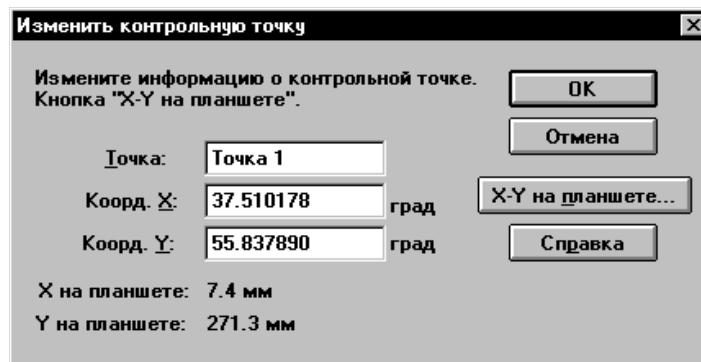 Изменить контрольную точку
Измените информацию о контрольной точке.
Кнопка "X-Y на планшете".
OK
Отмена
Точка: Точка 1
Коорд. X: 37.510178 град
X-Y на планшете...
Коорд. Y: 55.837890 град
Справка
X на планшете: 7.4 мм
Y на планшете: 271.3 мм